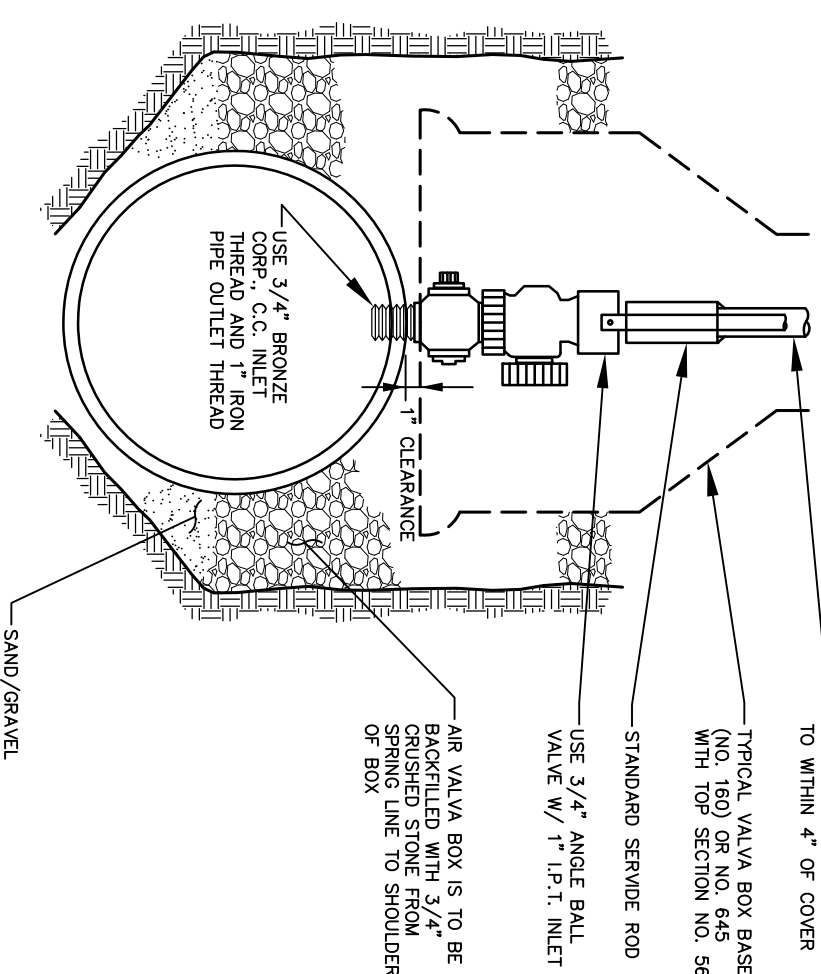 TO WITHIN 4" OF COVER
TYPICAL VALVA BOX BASE
(NO. 160) OR NO. 645
WITH TOP SECTION NO. 56
STANDARD SERVIDE ROD
USE 3/4" ANGLE BALL
VALVE W/ 1" I.P.T. INLET
AIR VALVA BOX IS TO BE
BACKFILLED WITH 3/4"
CRUSHED STONE FROM
SPRING LINE TO SHOULDER
OF BOX
1" CLEARANCE
USE 3/4" BRONZE
CORP., C.C. INLET
THREAD AND 1" IRON
PIPE OUTLET THREAD
SAND/GRAVEL